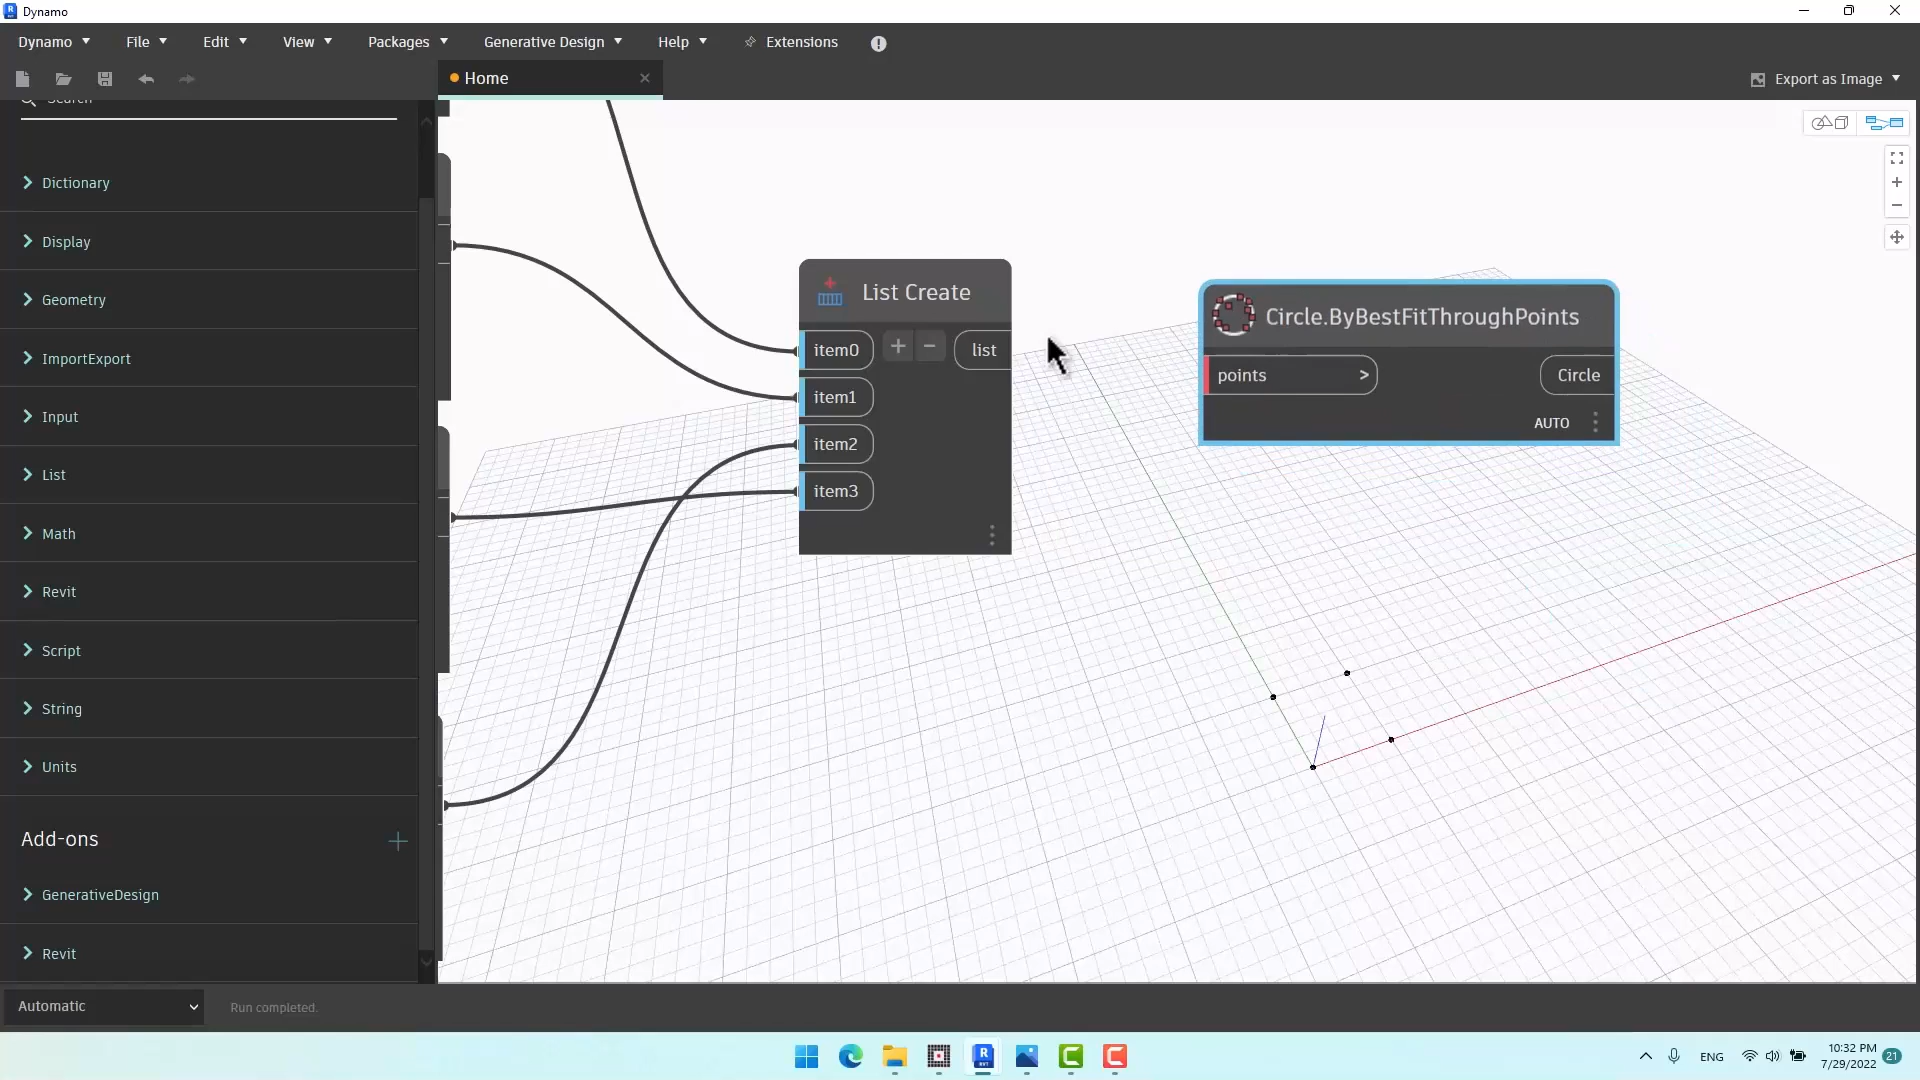 Dynamo
Dynamo File Edit View Packages Generative Design Help Extensions
Home
Export as Image
Search
Dictionary
Display
Geometry
ImportExport
Input
List
Math
Revit
Script
String
Units
Add-ons
GenerativeDesign
Revit
List Create
item0 + − list
item1
item2
item3
Circle.ByBestFitThroughPoints
points > Circle
AUTO
Automatic
Run completed.
ENG
10:32 PM
7/29/2022
21